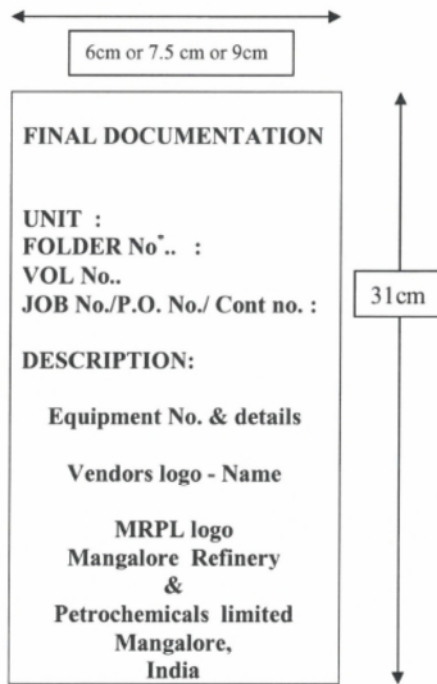 6cm or 7.5 cm or 9cm
FINAL DOCUMENTATION
UNIT :
FOLDER No*.. :
VOL No..
JOB No./P.O. No./ Cont no. :
31cm
DESCRIPTION:
Equipment No. & details
Vendors logo - Name
MRPL logo
Mangalore Refinery
&
Petrochemicals limited
Mangalore,
India